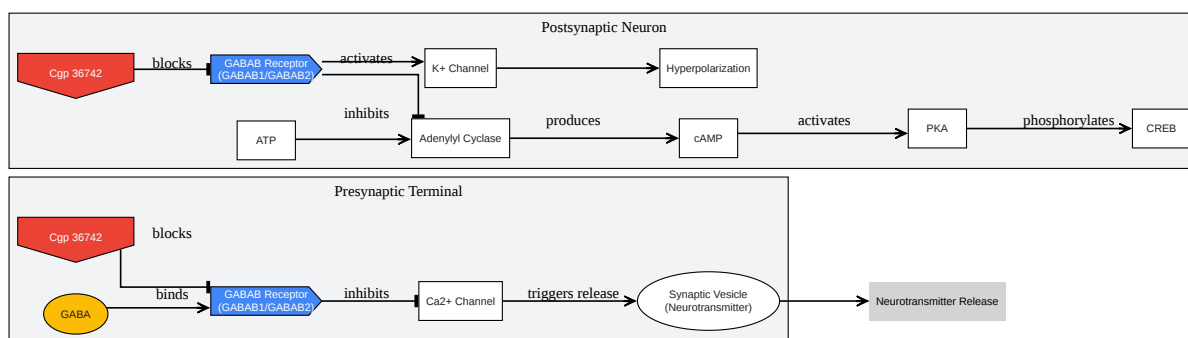 Postsynaptic Neuron
Cgp 36742
blocks
GABAB Receptor
(GABAB1/GABAB2)
activates
K+ Channel
Hyperpolarization
inhibits
ATP
Adenylyl Cyclase
produces
cAMP
activates
PKA
phosphorylates
CREB
Presynaptic Terminal
Cgp 36742
blocks
GABA
binds
GABAB Receptor
(GABAB1/GABAB2)
inhibits
Ca2+ Channel
triggers release
Synaptic Vesicle
(Neurotransmitter)
Neurotransmitter Release